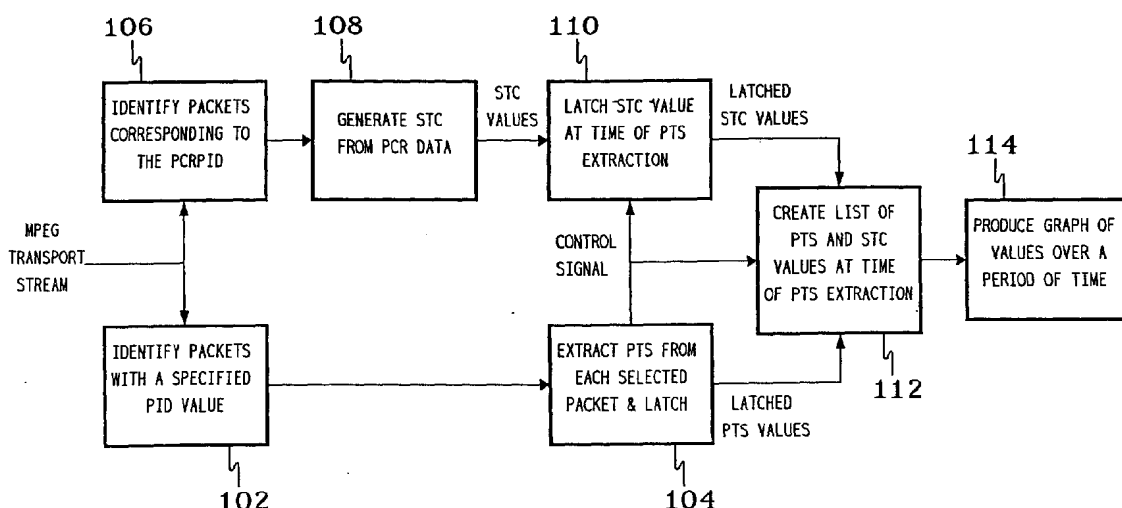 106
108
110
IDENTIFY PACKETS
CORRESPONDING TO
THE PCRPID
GENERATE STC
FROM PCR DATA
STC
VALUES
LATCH STC VALUE
AT TIME OF PTS
EXTRACTION
LATCHED
STC VALUES
114
MPEG
TRANSPORT
STREAM
CONTROL
SIGNAL
CREATE LIST OF
PTS AND STC
VALUES AT TIME
OF PTS EXTRACTION
PRODUCE GRAPH OF
VALUES OVER A
PERIOD OF TIME
IDENTIFY PACKETS
WITH A SPECIFIED
PID VALUE
EXTRACT PTS FROM
EACH SELECTED
PACKET & LATCH
LATCHED
PTS VALUES
112
102
104